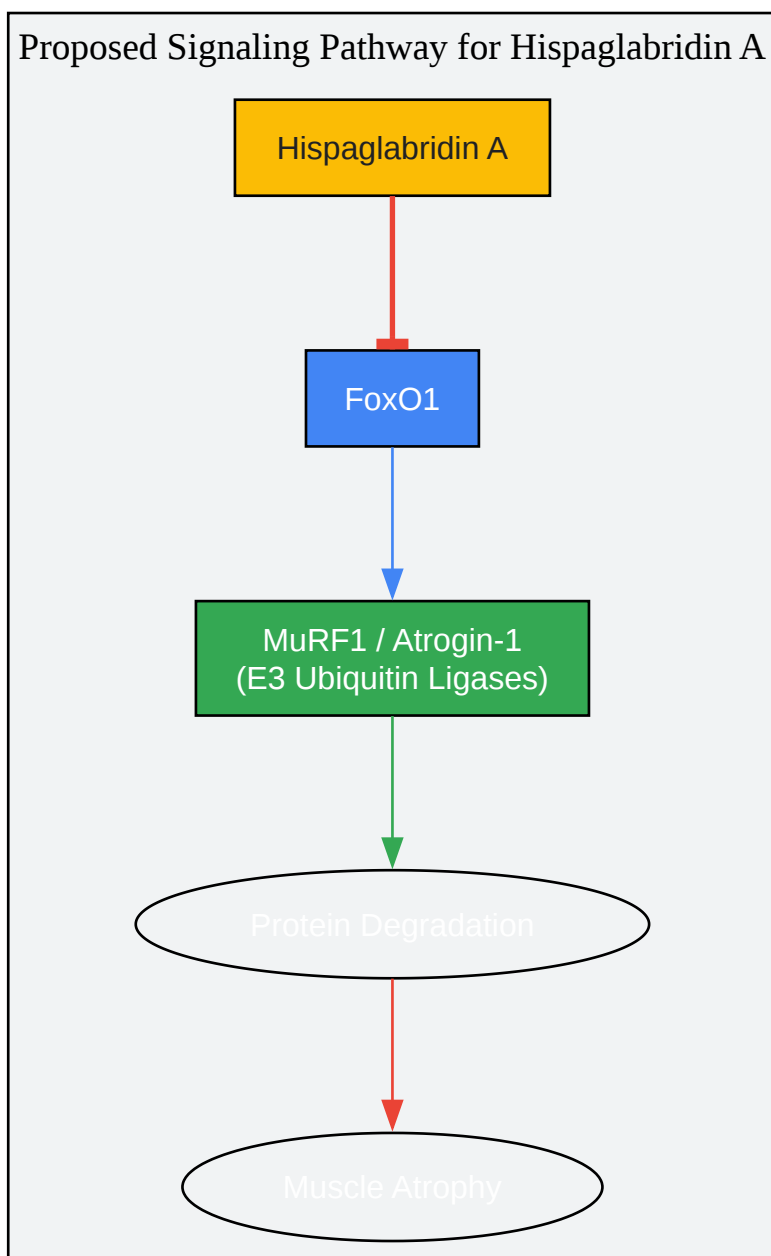 Proposed Signaling Pathway for Hispaglabridin A
Hispaglabridin A
FoxO1
MuRF1 / Atrogin-1
(E3 Ubiquitin Ligases)
Protein Degradation
Muscle Atrophy